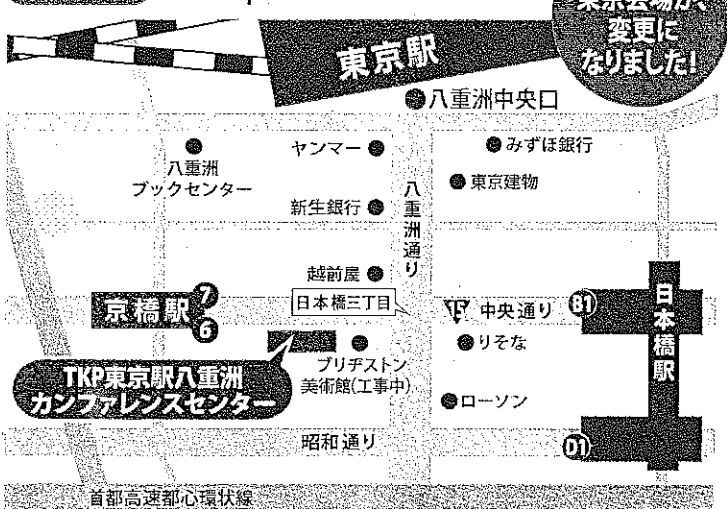 東京会場が、
変更に
なりました!
東京駅
八重洲中央口
八重洲
ブックセンター
ヤンマー
みずほ銀行
東京建物
新生銀行
八重洲通り
越前屋
日本橋三丁目
京橋駅
7
6
15
中央通り
B1
日本橋駅
りそな
ブリヂストン
美術館(工事中)
TKP東京駅八重洲
カンファレンスセンター
ローソン
昭和通り
D1
首都高速都心環状線